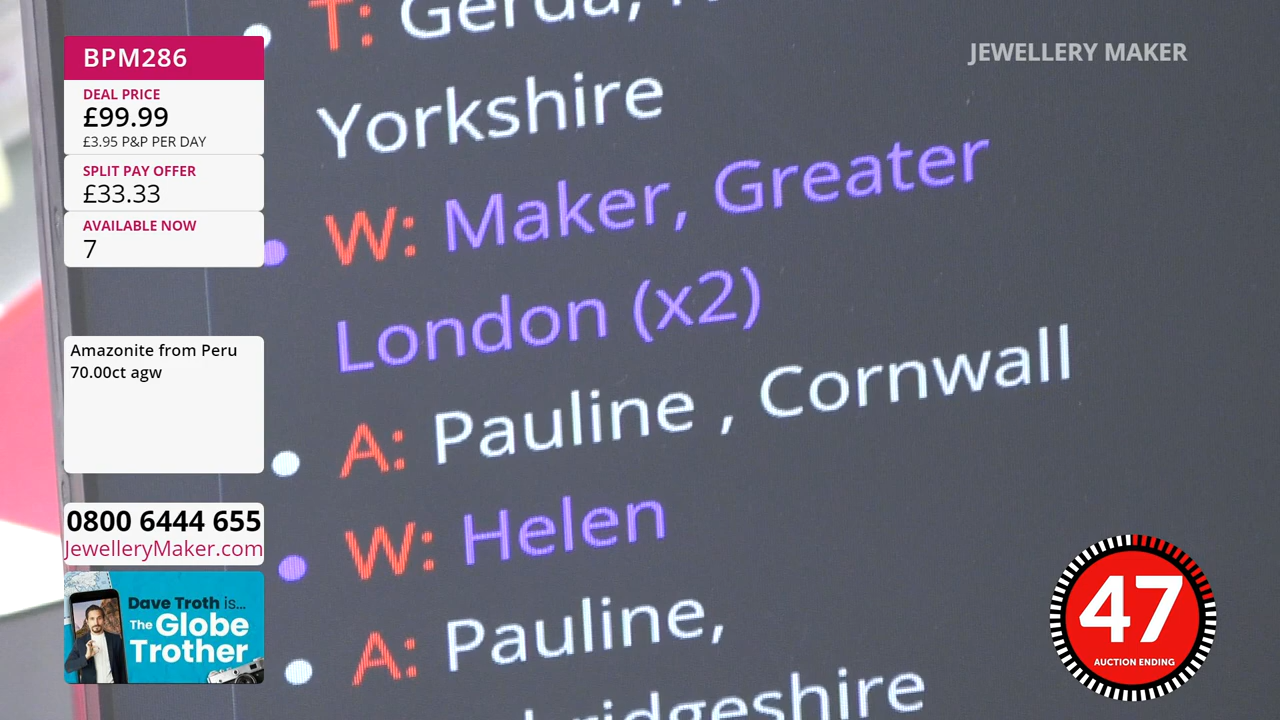 BPM286
DEAL PRICE
£99.99
£3.95 P&P PER DAY
SPLIT PAY OFFER
£33.33
AVAILABLE NOW
7
Amazonite from Peru
70.00ct agw
0800 6444 655
JewelleryMaker.com
Dave Troth is...
The Globe
Trother
JEWELLERY MAKER
T: Gerda,
Yorkshire
W: Maker, Greater
London (x2)
A: Pauline , Cornwall
W: Helen
A: Pauline,
47
AUCTION ENDING